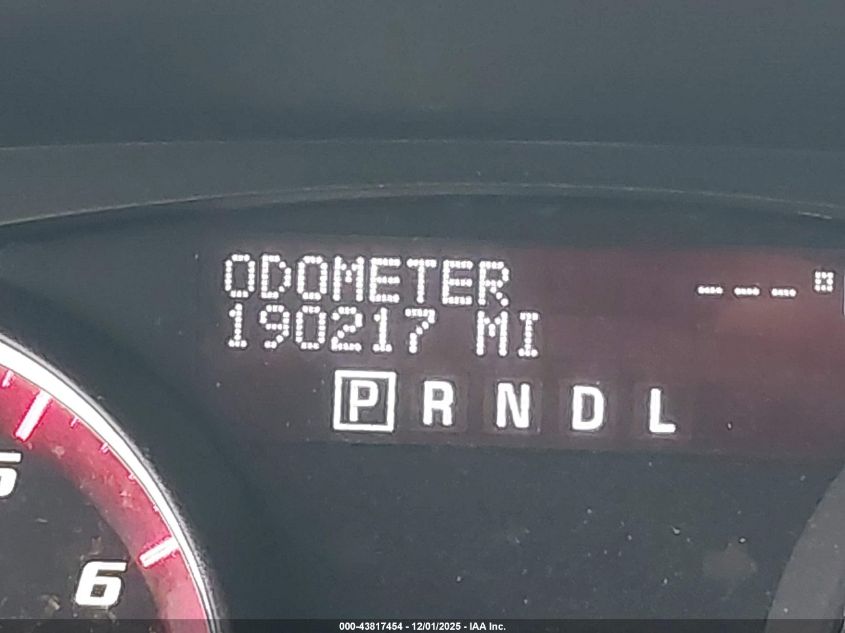 ODOMETER ---°
190217 MI
P R N D L
5
6
000-43817454 - 12/01/2025 - IAA Inc.